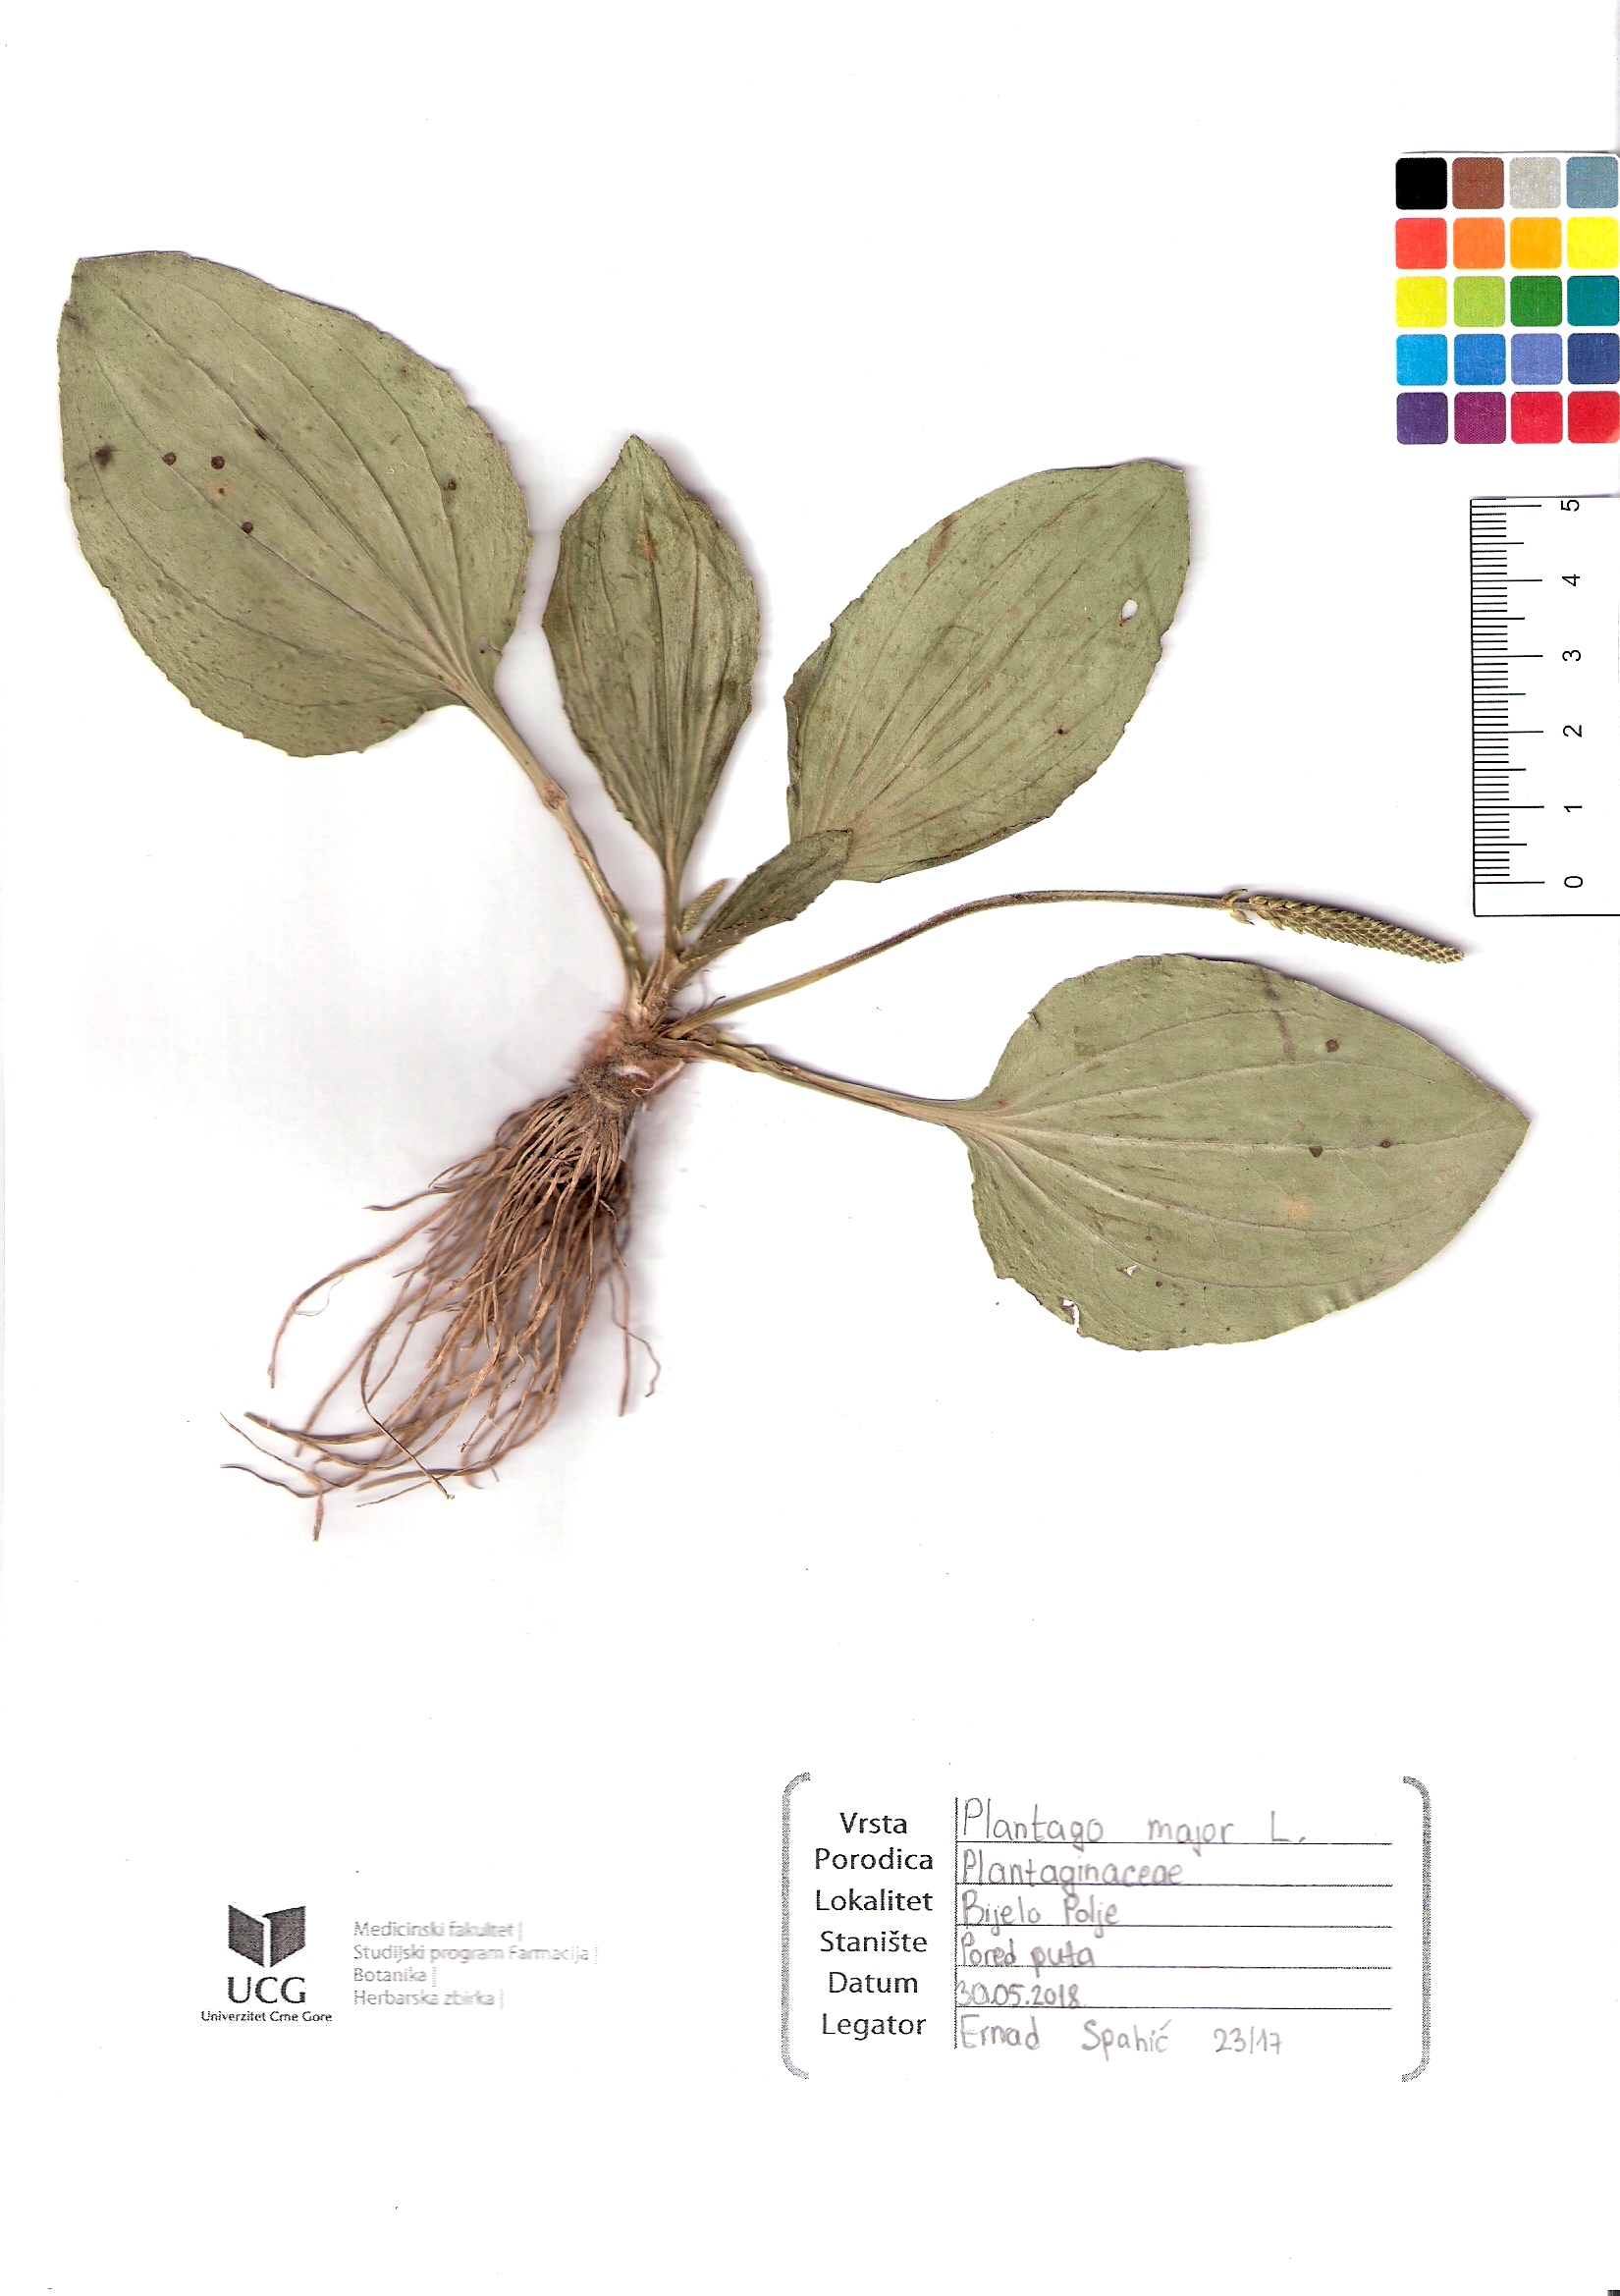 5
4
3
2
1
0
Vrsta Plantago major L.
Porodica Plantaginaceae
Lokalitet Bijelo Polje
Stanište Pored puta
Datum 30.05.2018
Legator Ernad Spahić 23/17
UCG
Univerzitet Crne Gore
Medicinski fakultet |
Studijski program Farmacija |
Botanika |
Herbarska zbirka |